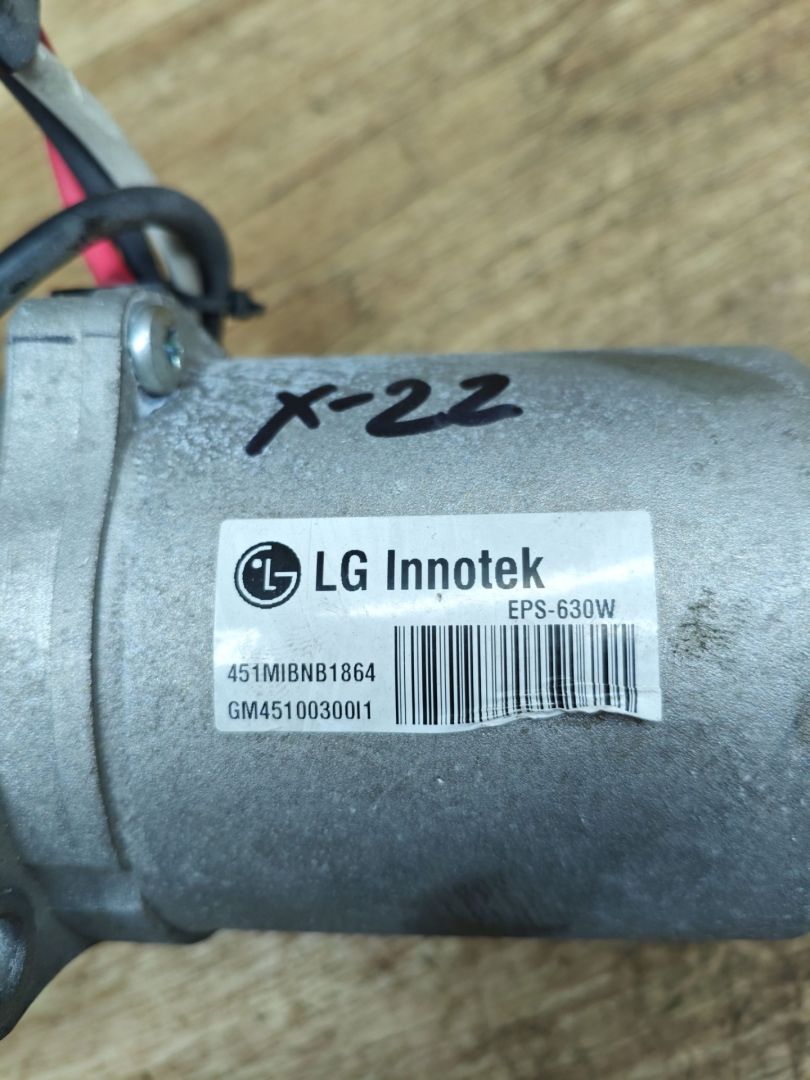 X-22
LG Innotek
EPS-630W
451MIBNB1864
GM45100300I1